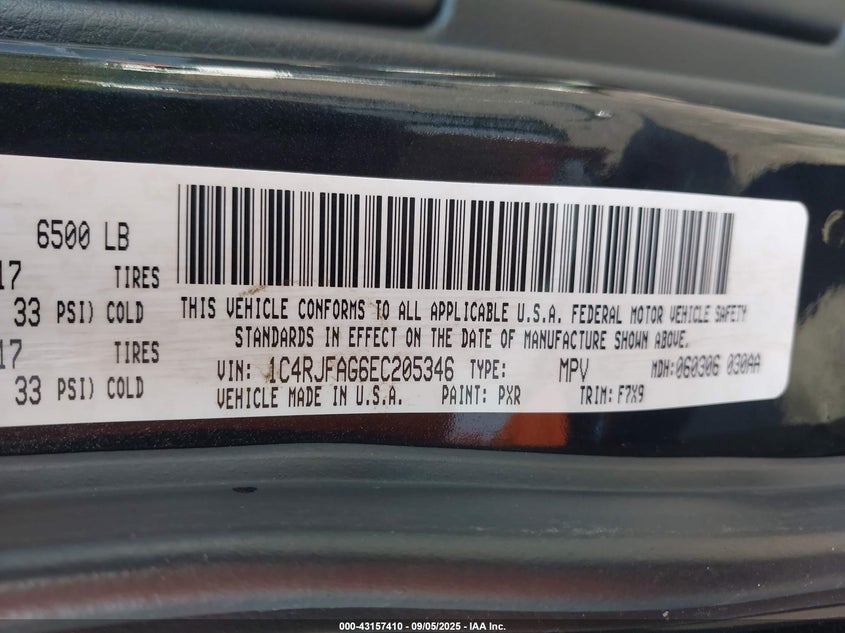 6500 LB
17 TIRES
33 PSI) COLD
THIS VEHICLE CONFORMS TO ALL APPLICABLE U.S.A. FEDERAL MOTOR VEHICLE SAFETY
STANDARDS IN EFFECT ON THE DATE OF MANUFACTURE SHOWN ABOVE.
17 TIRES
33 PSI) COLD
VIN: 1C4RJFAG6EC205346 TYPE: MPV MDH:060306 030AA
VEHICLE MADE IN U.S.A. PAINT: PXR TRIM: F7X9
000-43157410 - 09/05/2025 - IAA Inc.